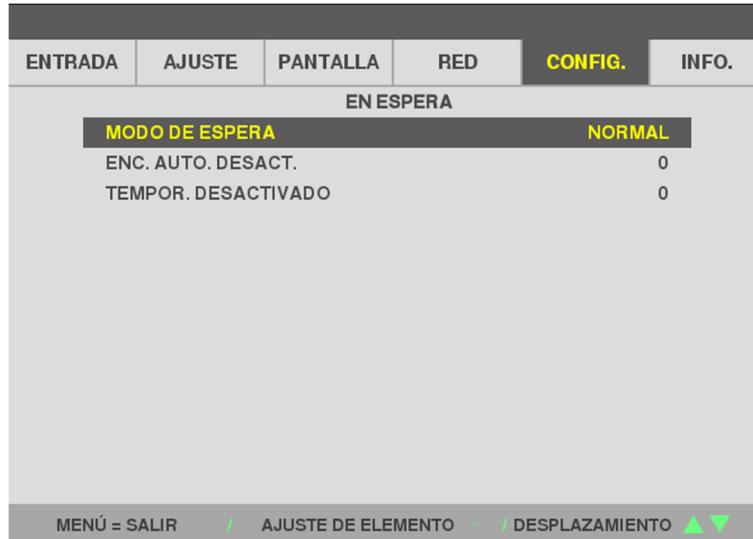 ENTRADA AJUSTE PANTALLA RED CONFIG. INFO.
EN ESPERA
MODO DE ESPERA NORMAL
ENC. AUTO. DESACT. 0
TEMPOR. DESACTIVADO 0
MENÚ = SALIR / AJUSTE DE ELEMENTO / DESPLAZAMIENTO ▲▼